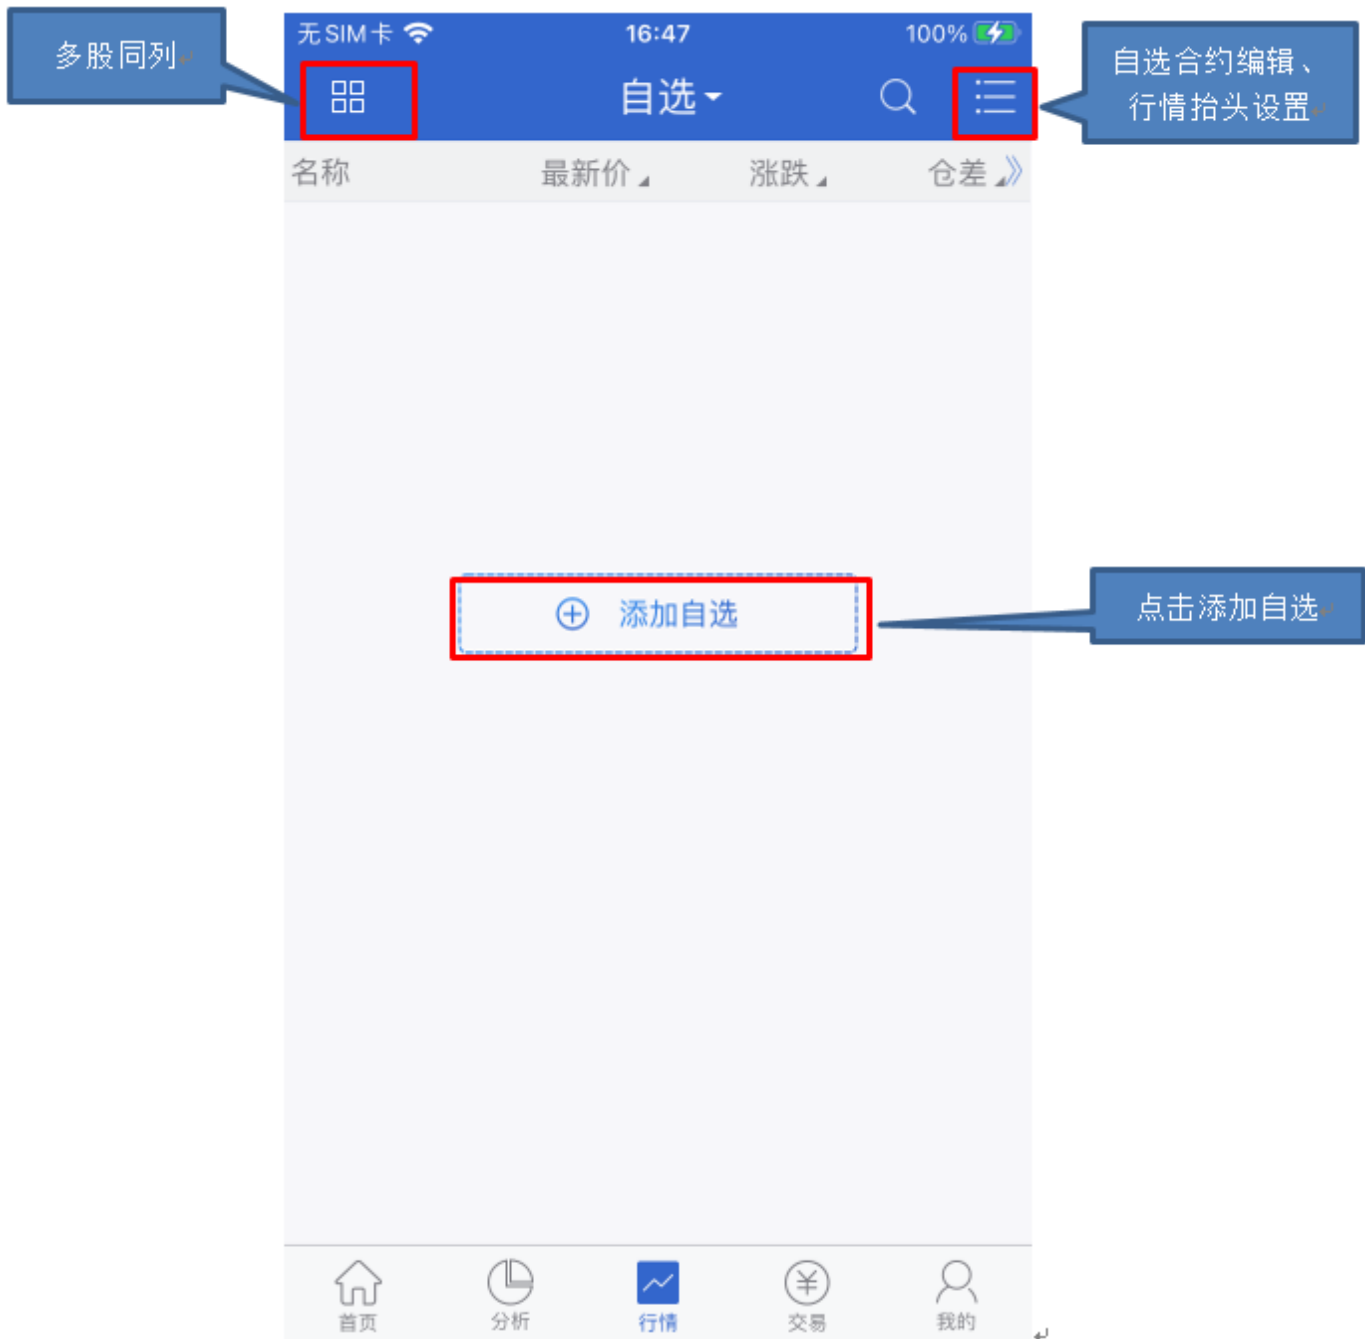 多股同列
无SIM卡
16:47
100%
自选
自选合约编辑、
行情抬头设置
名称
最新价
涨跌
仓差
添加自选
点击添加自选
首页
分析
行情
交易
我的